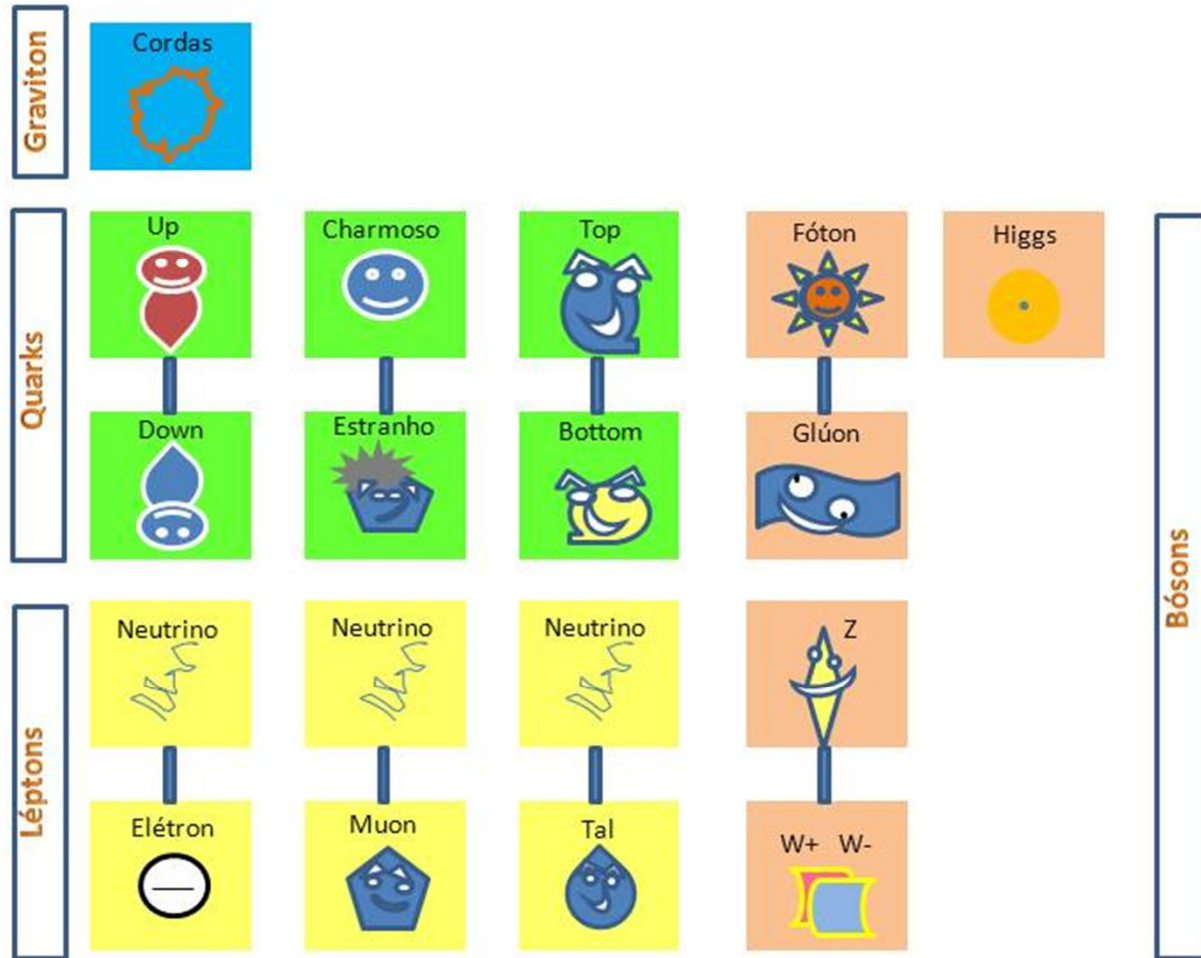 Graviton
Cordas
Quarks
Up
Charmoso
Top
Fóton
Higgs
Down
Estranho
Bottom
Glúon
Bósons
Léptons
Neutrino
Neutrino
Neutrino
Z
Elétron
Muon
Tal
W+ W-